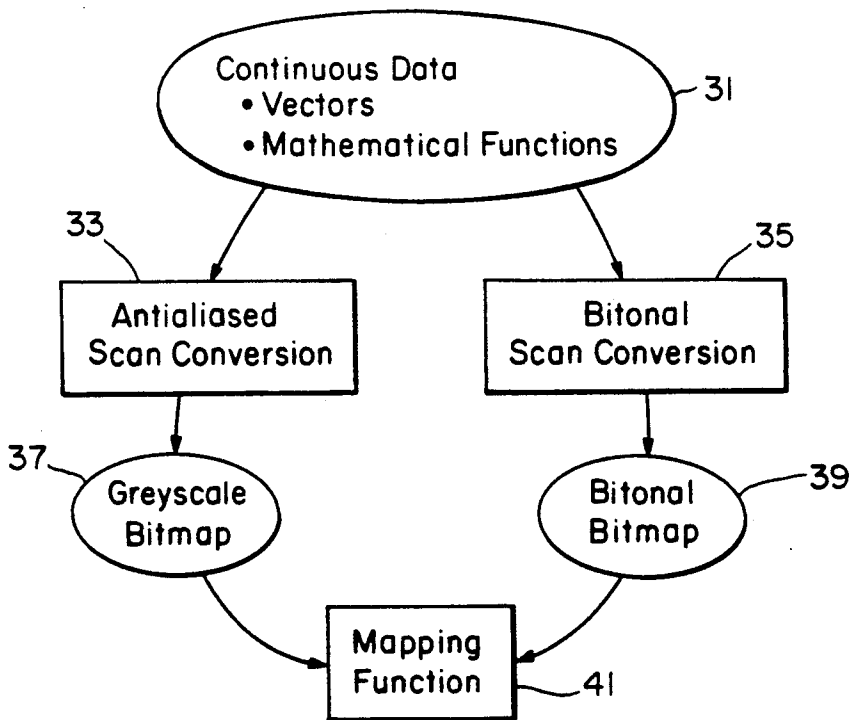 Continuous Data
• Vectors
• Mathematical Functions
31
33
35
Antialiased
Scan Conversion
Bitonal
Scan Conversion
37
Greyscale
Bitmap
Bitonal
Bitmap
39
Mapping
Function
41